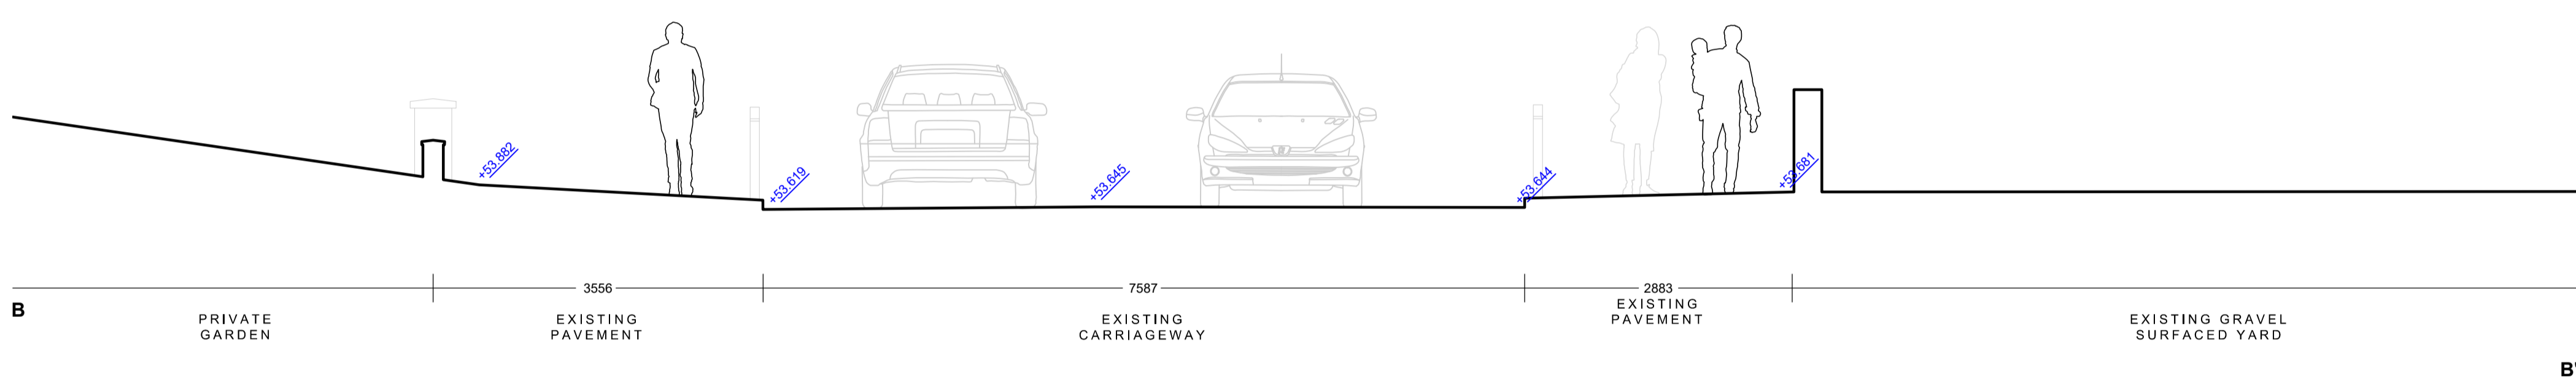 +53.882
+53.619
+53.645
+53.644
+53.681
3556
7587
2883
B
PRIVATE
GARDEN
EXISTING
PAVEMENT
EXISTING
CARRIAGEWAY
EXISTING
PAVEMENT
EXISTING GRAVEL
SURFACED YARD
B'